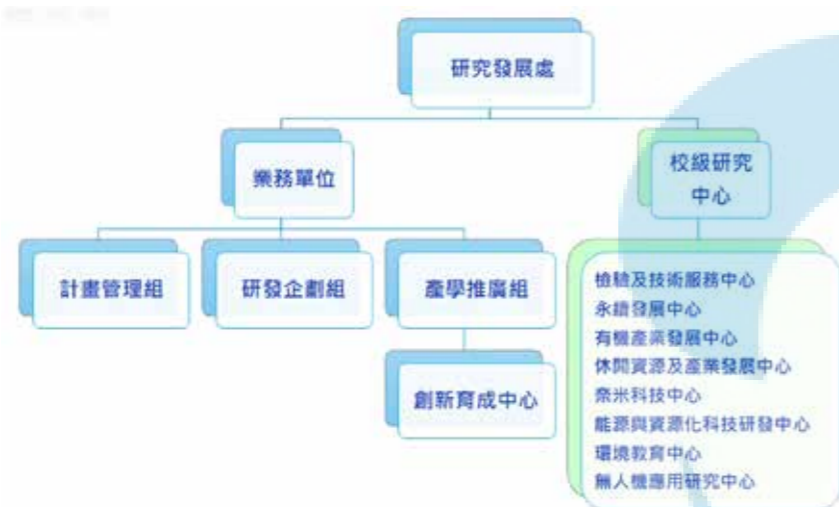 研究發展處
業務單位
校級研究
中心
計畫管理組
研發企劃組
產學推廣組
創新育成中心
檢驗及技術服務中心
永續發展中心
有機產業發展中心
休閒資源及產業發展中心
奈米科技中心
能源與資源化科技研發中心
環境教育中心
無人機應用研究中心